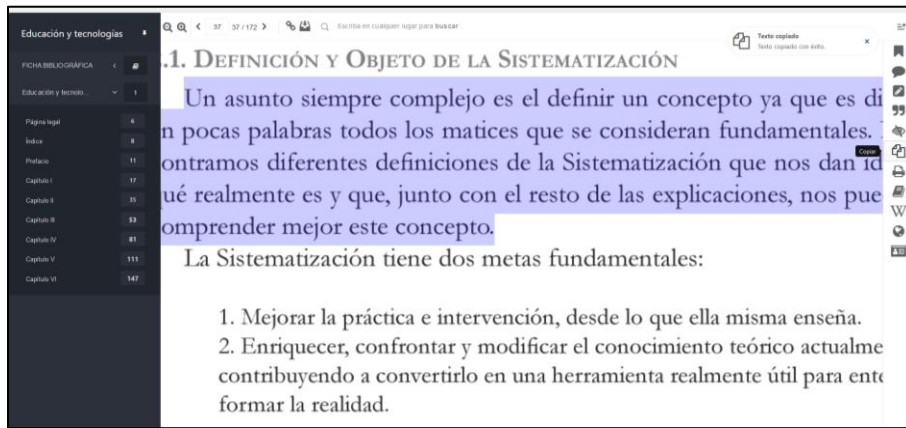 Educación y tecnologías
37 37 / 172
Escriba en cualquier lugar para buscar
Texto copiado
Texto copiado con éxito.
FICHA BIBLIOGRÁFICA
Educación y tecnolo... 1
Página legal 6
Índice 8
Prefacio 11
Capítulo I 17
Capítulo II 35
Capítulo III 53
Capítulo IV 81
Capítulo V 111
Capítulo VI 147
.1. Definición y Objeto de la Sistematización
Un asunto siempre complejo es el definir un concepto ya que es di
n pocas palabras todos los matices que se consideran fundamentales.
ontramos diferentes definiciones de la Sistematización que nos dan id
ué realmente es y que, junto con el resto de las explicaciones, nos pue
omprender mejor este concepto.
La Sistematización tiene dos metas fundamentales:
1. Mejorar la práctica e intervención, desde lo que ella misma enseña.
2. Enriquecer, confrontar y modificar el conocimiento teórico actualme
contribuyendo a convertirlo en una herramienta realmente útil para ente
formar la realidad.
Copiar
W